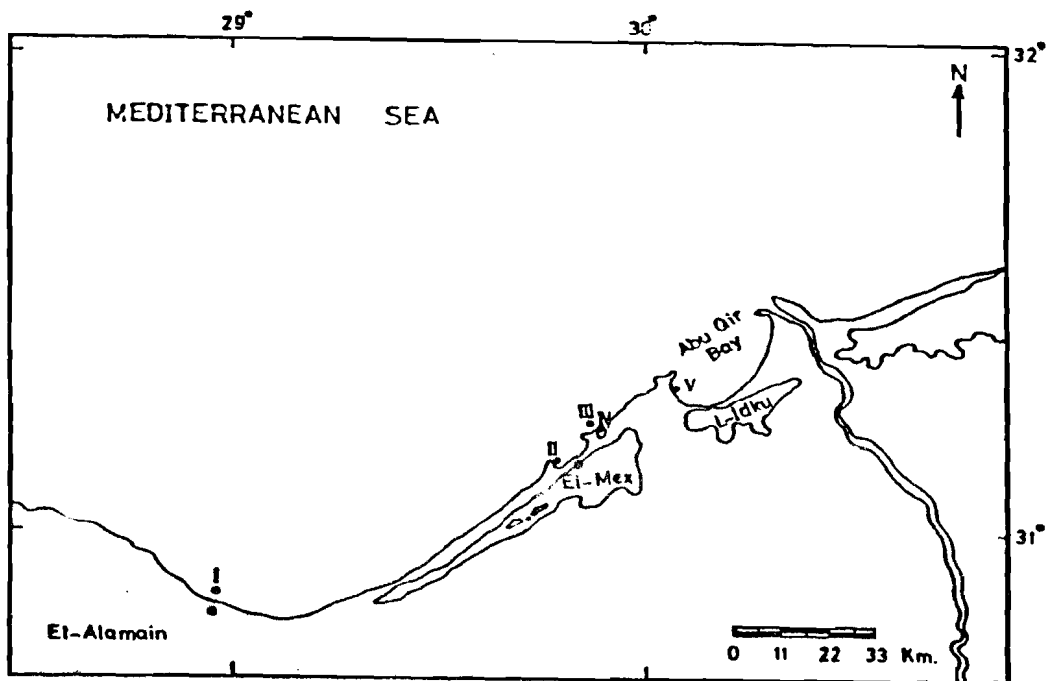 29°
30°
32°
N
MEDITERRANEAN SEA
Abu Qir
Bay
V
L-Idku
III
IV
II
El-Mex
31°
I
El-Alamain
0 11 22 33 Km.